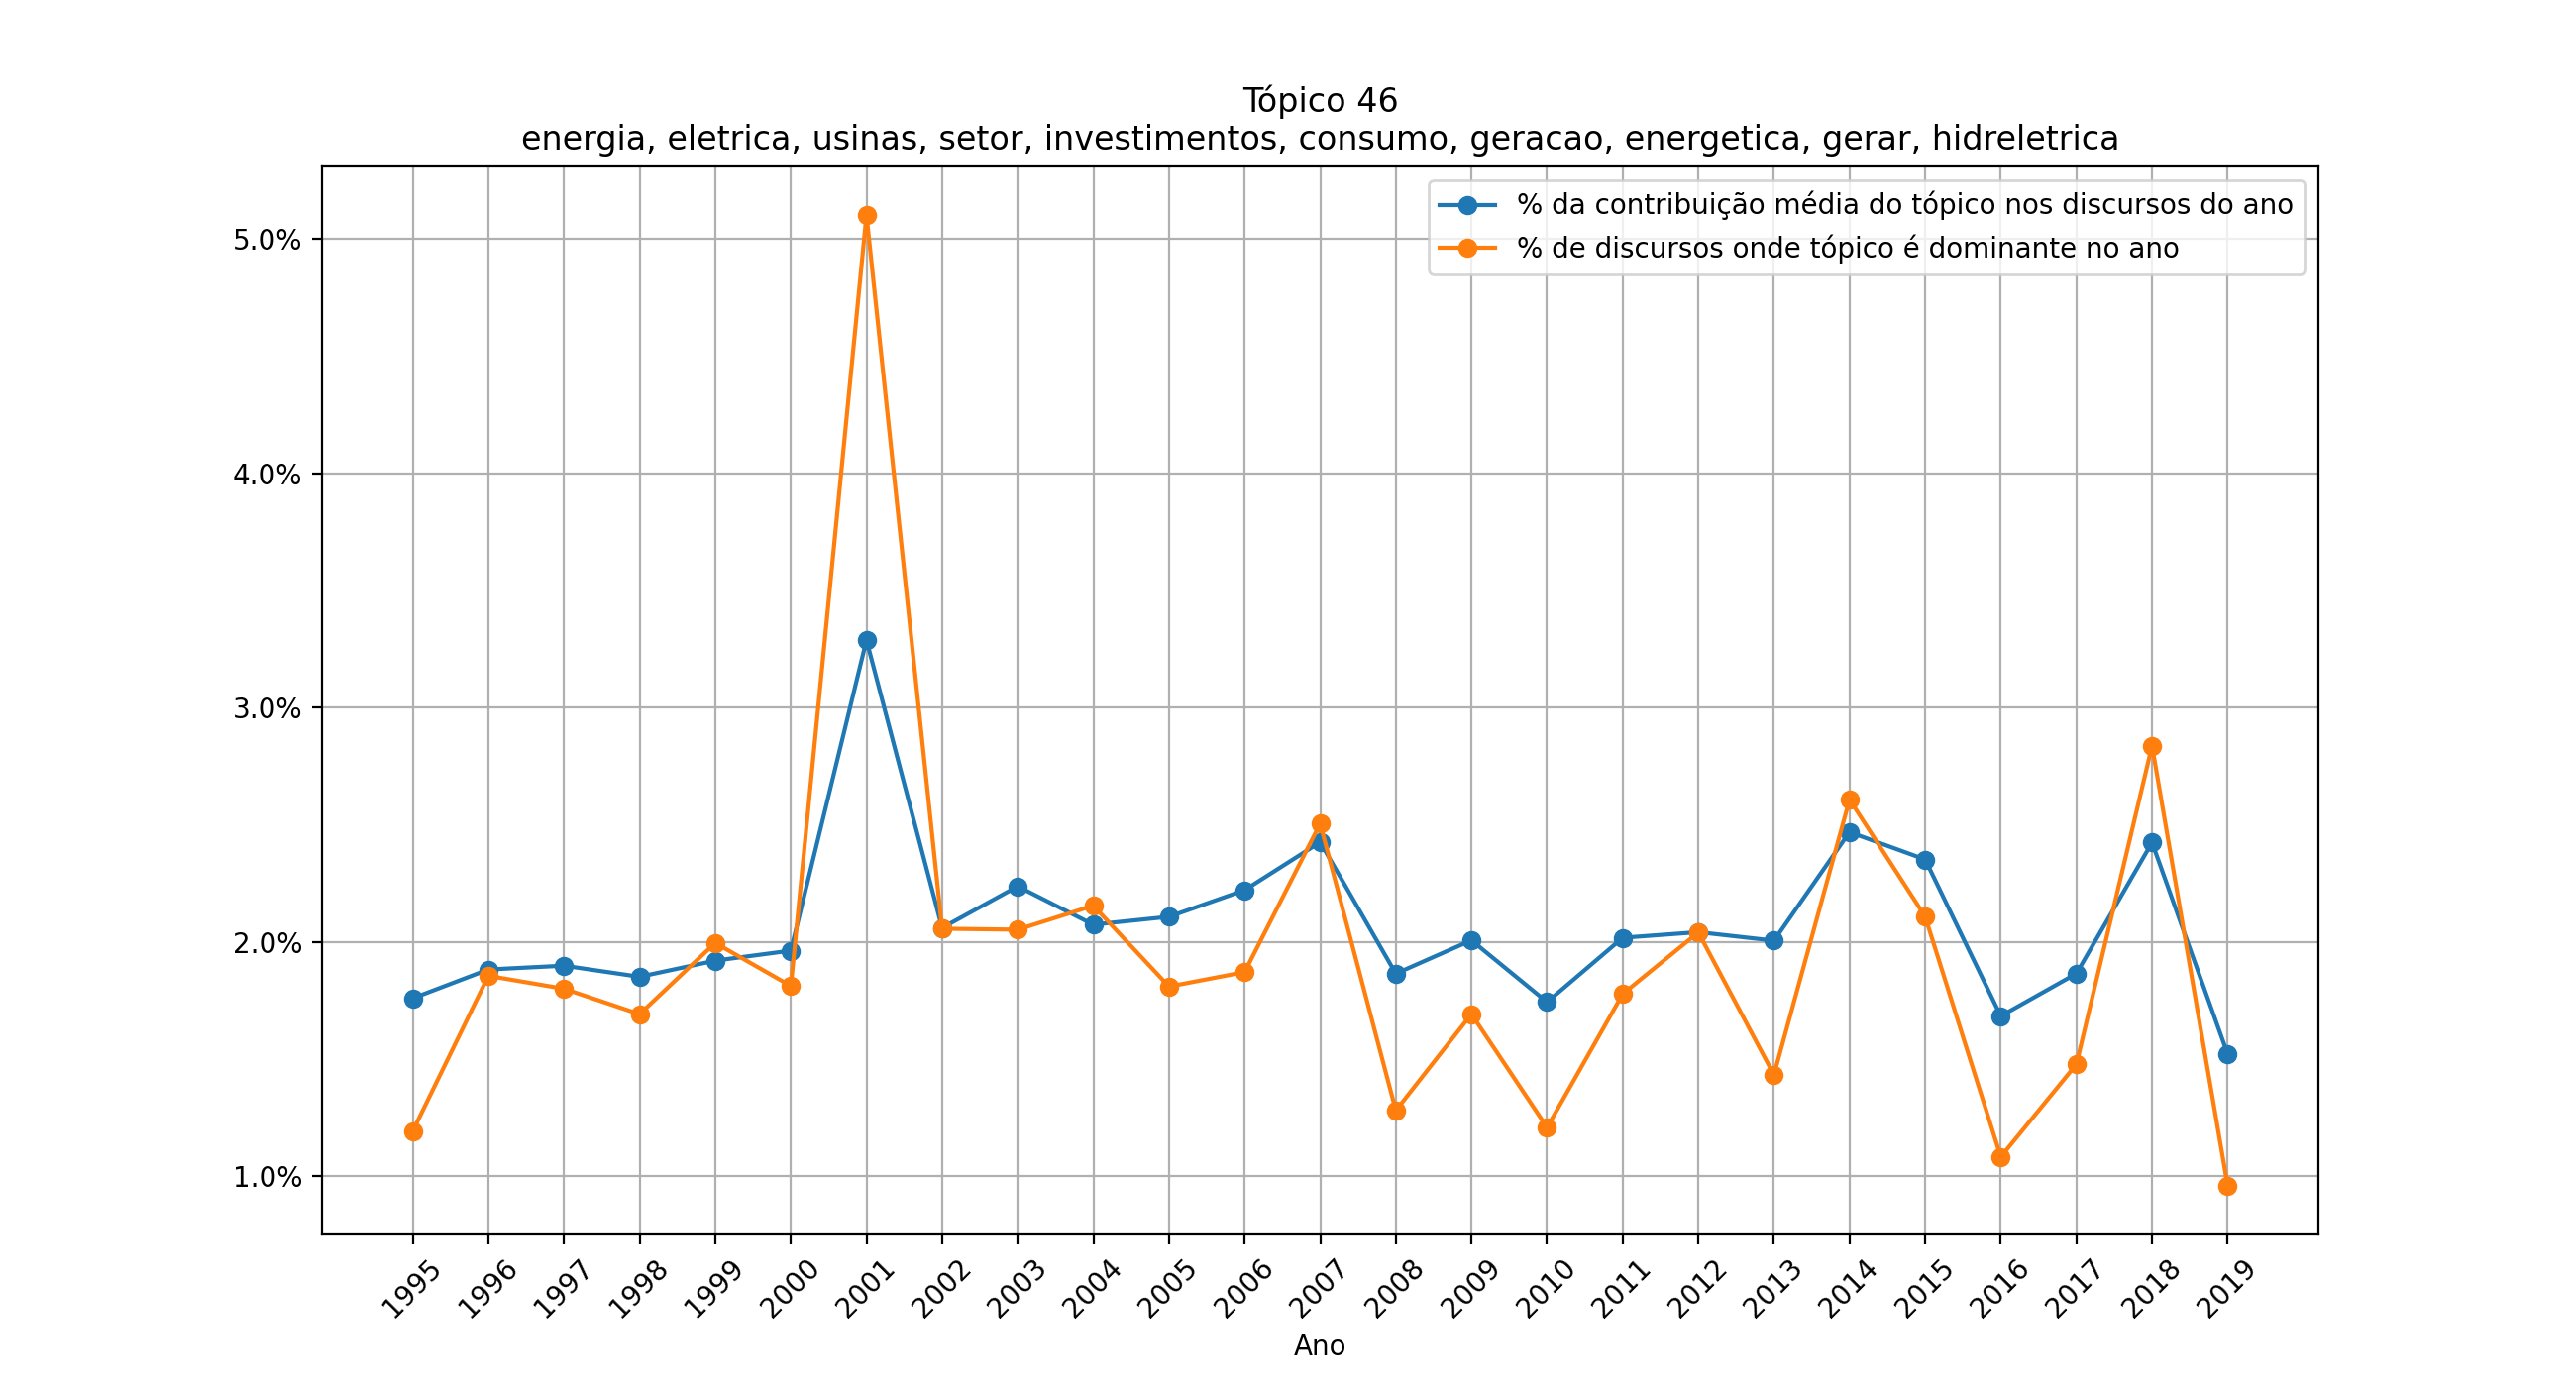 Tópico 46
energia, eletrica, usinas, setor, investimentos, consumo, geracao, energetica, gerar, hidreletrica
% da contribuição média do tópico nos discursos do ano
% de discursos onde tópico é dominante no ano
5.0%
4.0%
3.0%
2.0%
1.0%
1995 1996 1997 1998 1999 2000 2001 2002 2003 2004 2005 2006 2007 2008 2009 2010 2011 2012 2013 2014 2015 2016 2017 2018 2019
Ano